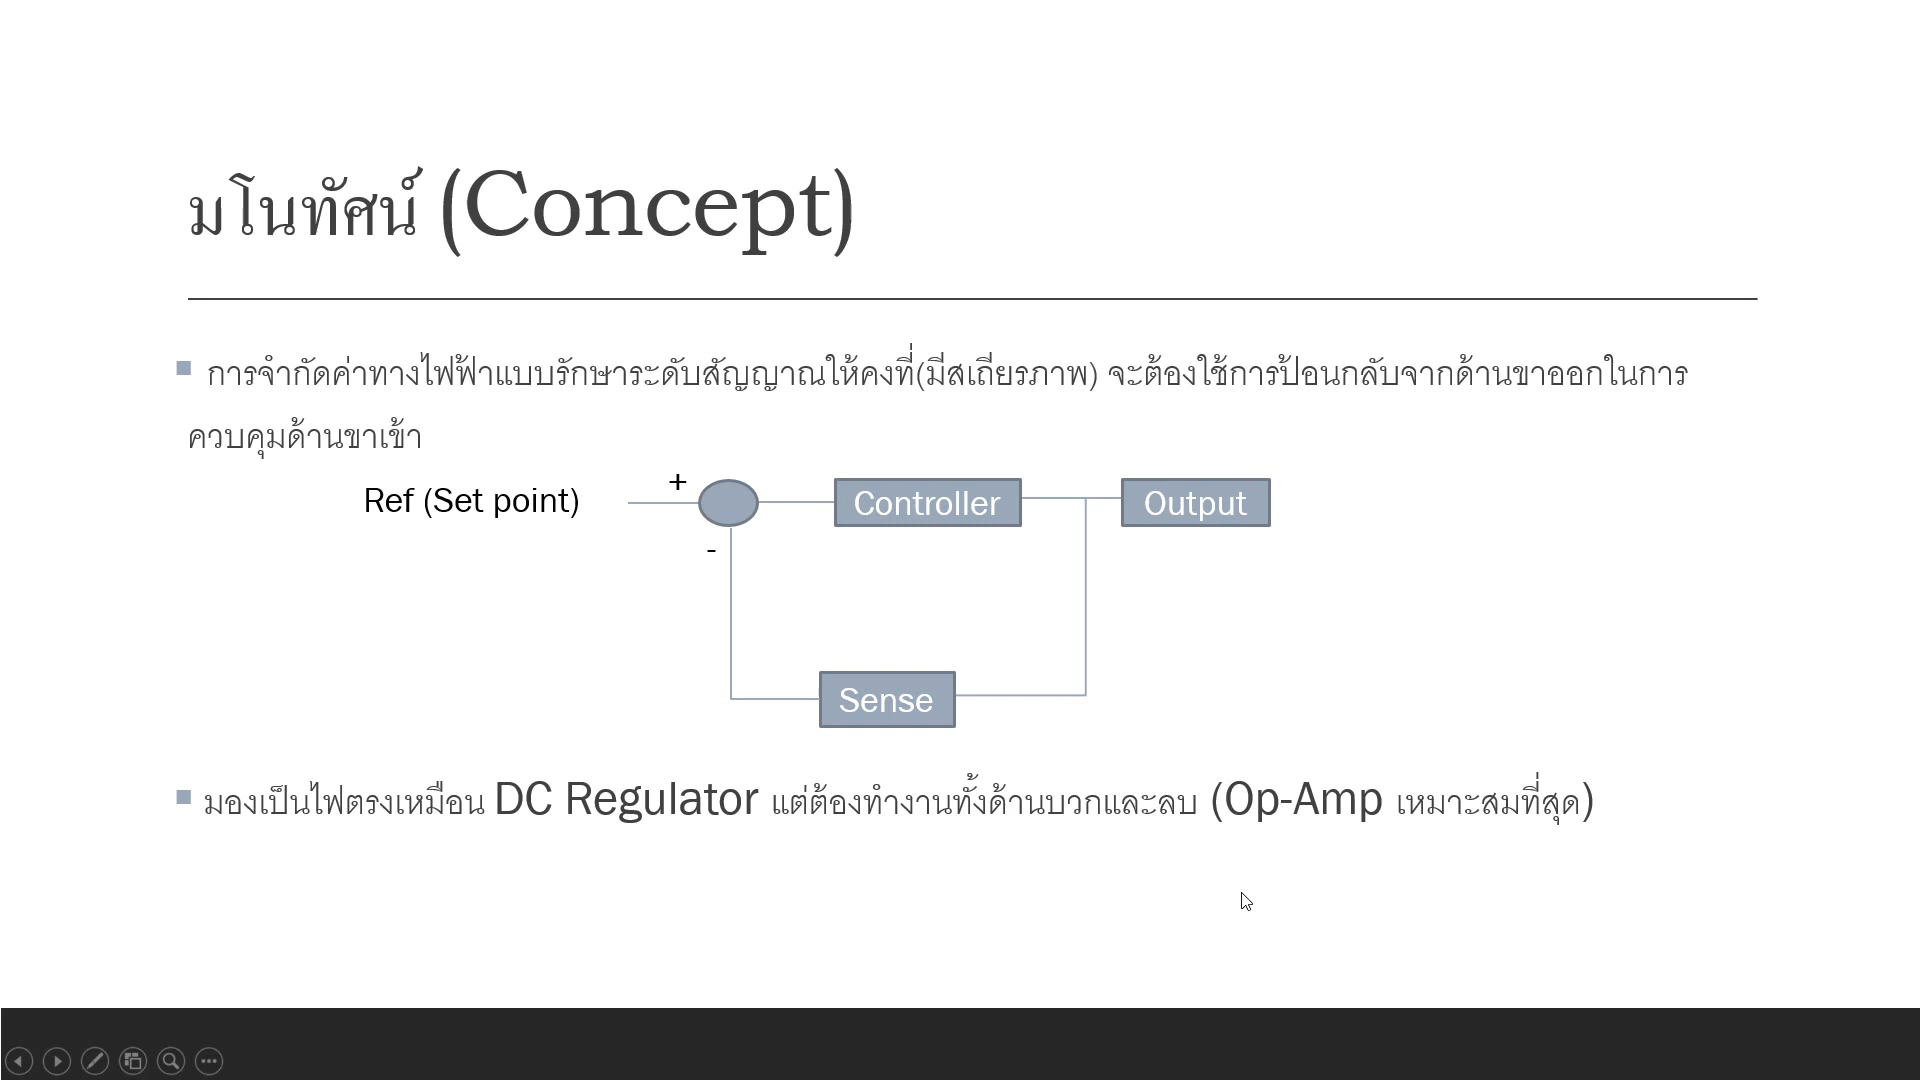 มโนทัศน์ (Concept)
การจำกัดค่าทางไฟฟ้าแบบรักษาระดับสัญญาณให้คงที่(มีสเถียรภาพ) จะต้องใช้การป้อนกลับจากด้านขาออกในการ
ควบคุมด้านขาเข้า
Ref (Set point)
+
-
Controller
Output
Sense
มองเป็นไฟตรงเหมือน DC Regulator แต่ต้องทำงานทั้งด้านบวกและลบ (Op-Amp เหมาะสมที่สุด)